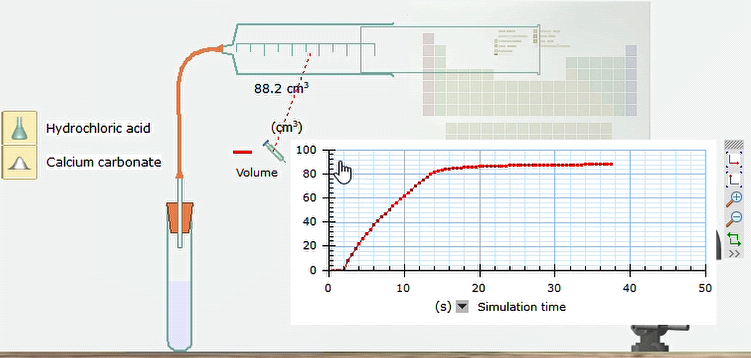 88.2 cm³
Hydrochloric acid
Calcium carbonate
(cm³)
Volume
100
80
60
40
20
0
0 10 20 30 40 50
(s) Simulation time
>>